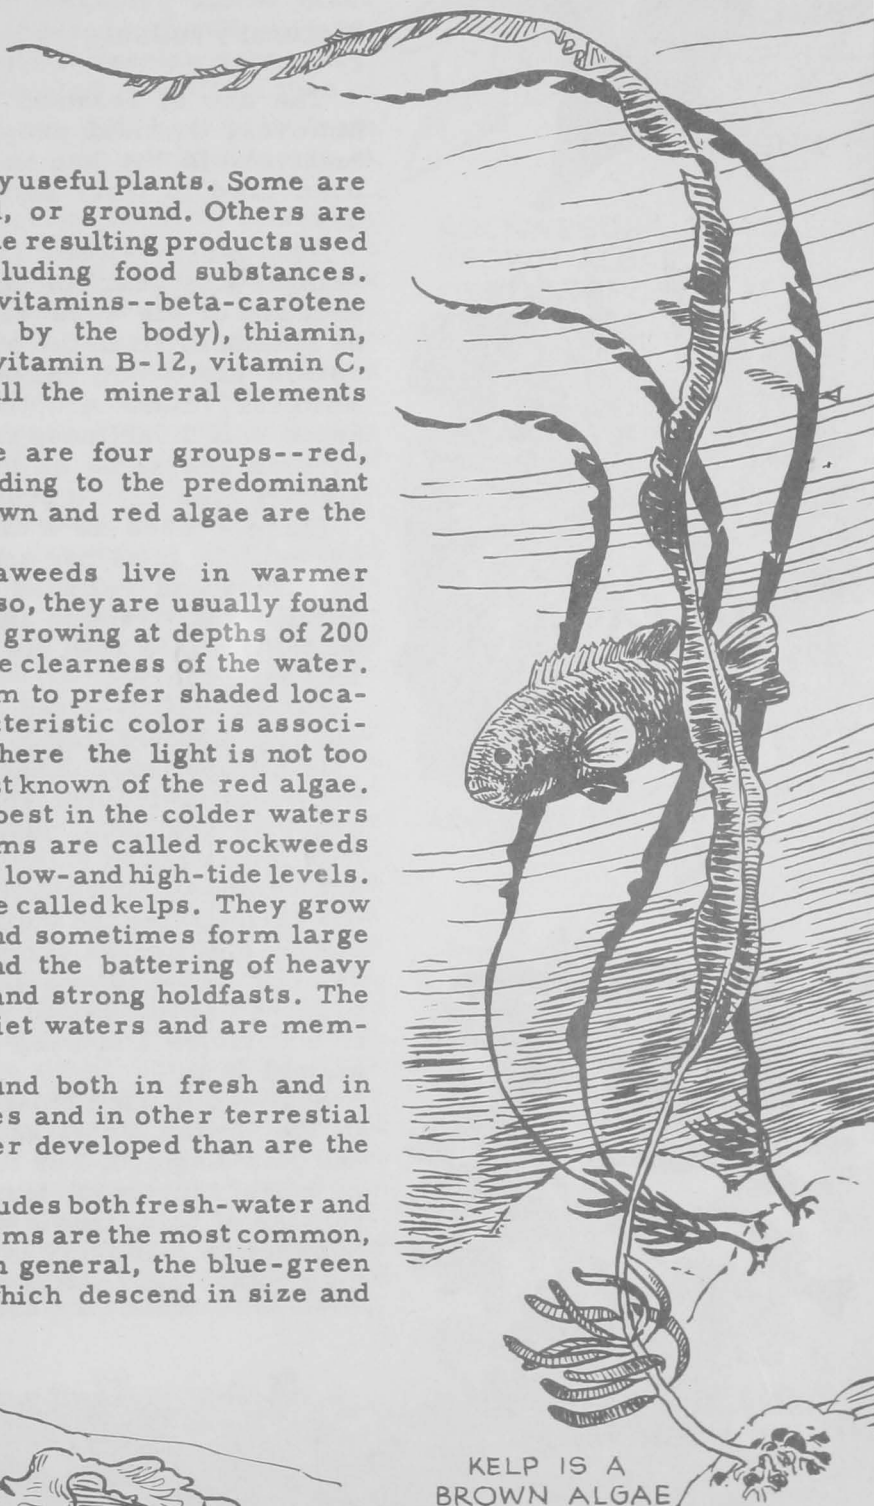 y useful plants. Some are
, or ground. Others are
e resulting products used
luding food substances.
vitamins--beta-carotene
by the body), thiamin,
vitamin B-12, vitamin C,
ll the mineral elements
e are four groups--red,
ding to the predominant
wn and red algae are the
aweeds live in warmer
so, they are usually found
growing at depths of 200
e clearness of the water.
m to prefer shaded loca-
cteristic color is associ-
here the light is not too
t known of the red algae.
best in the colder waters
ms are called rockweeds
low-and high-tide levels.
e called kelps. They grow
nd sometimes form large
nd the battering of heavy
and strong holdfasts. The
iet waters and are mem-
und both in fresh and in
es and in other terrestial
er developed than are the
udes both fresh-water and
ms are the most common,
n general, the blue-green
hich descend in size and
KELP IS A
BROWN ALGAE